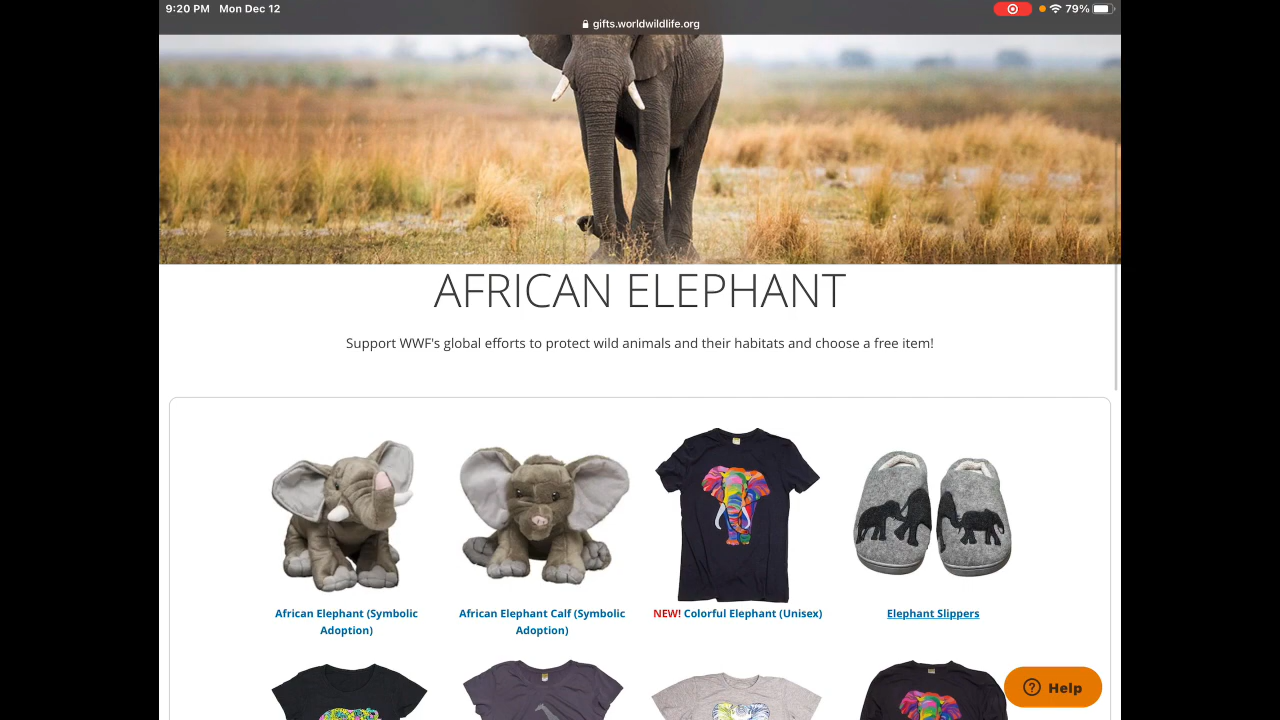 9:20 PM Mon Dec 12
79%
gifts.worldwildlife.org
AFRICAN ELEPHANT
Support WWF's global efforts to protect wild animals and their habitats and choose a free item!
African Elephant (Symbolic
Adoption)
African Elephant Calf (Symbolic
Adoption)
NEW! Colorful Elephant (Unisex)
Elephant Slippers
Help